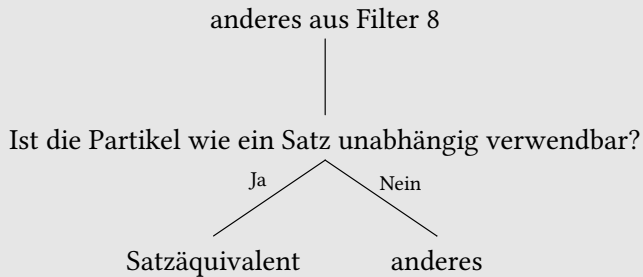 anderes aus Filter 8
Ist die Partikel wie ein Satz unabhängig verwendbar?
Ja
Nein
Satzäquivalent
anderes